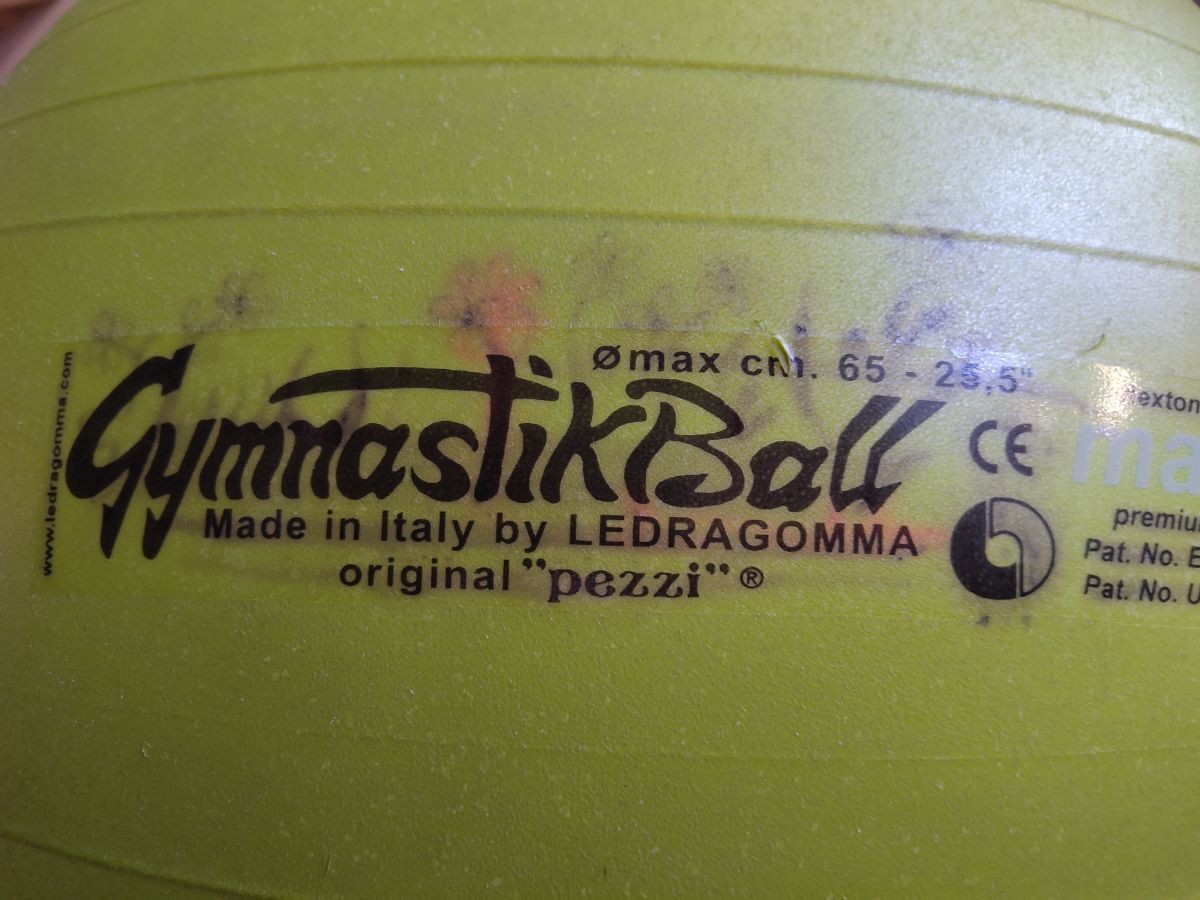 www.ledragomma.com
ømax cm. 65 - 25,5"
GymnastikBall
CE
Made in Italy by LEDRAGOMMA
original "pezzi"®
premiu
Pat. No. E
Pat. No. U